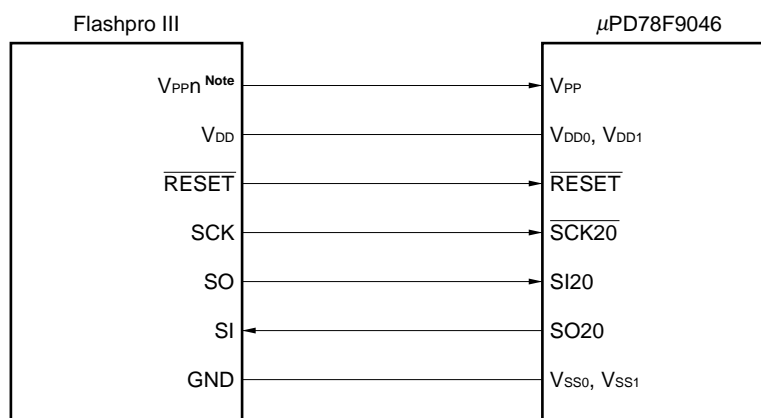 Flashpro III μPD78F9046
VPPn Note VPP
VDD VDD0, VDD1
RESET RESET
SCK SCK20
SO SI20
SI SO20
GND VSS0, VSS1